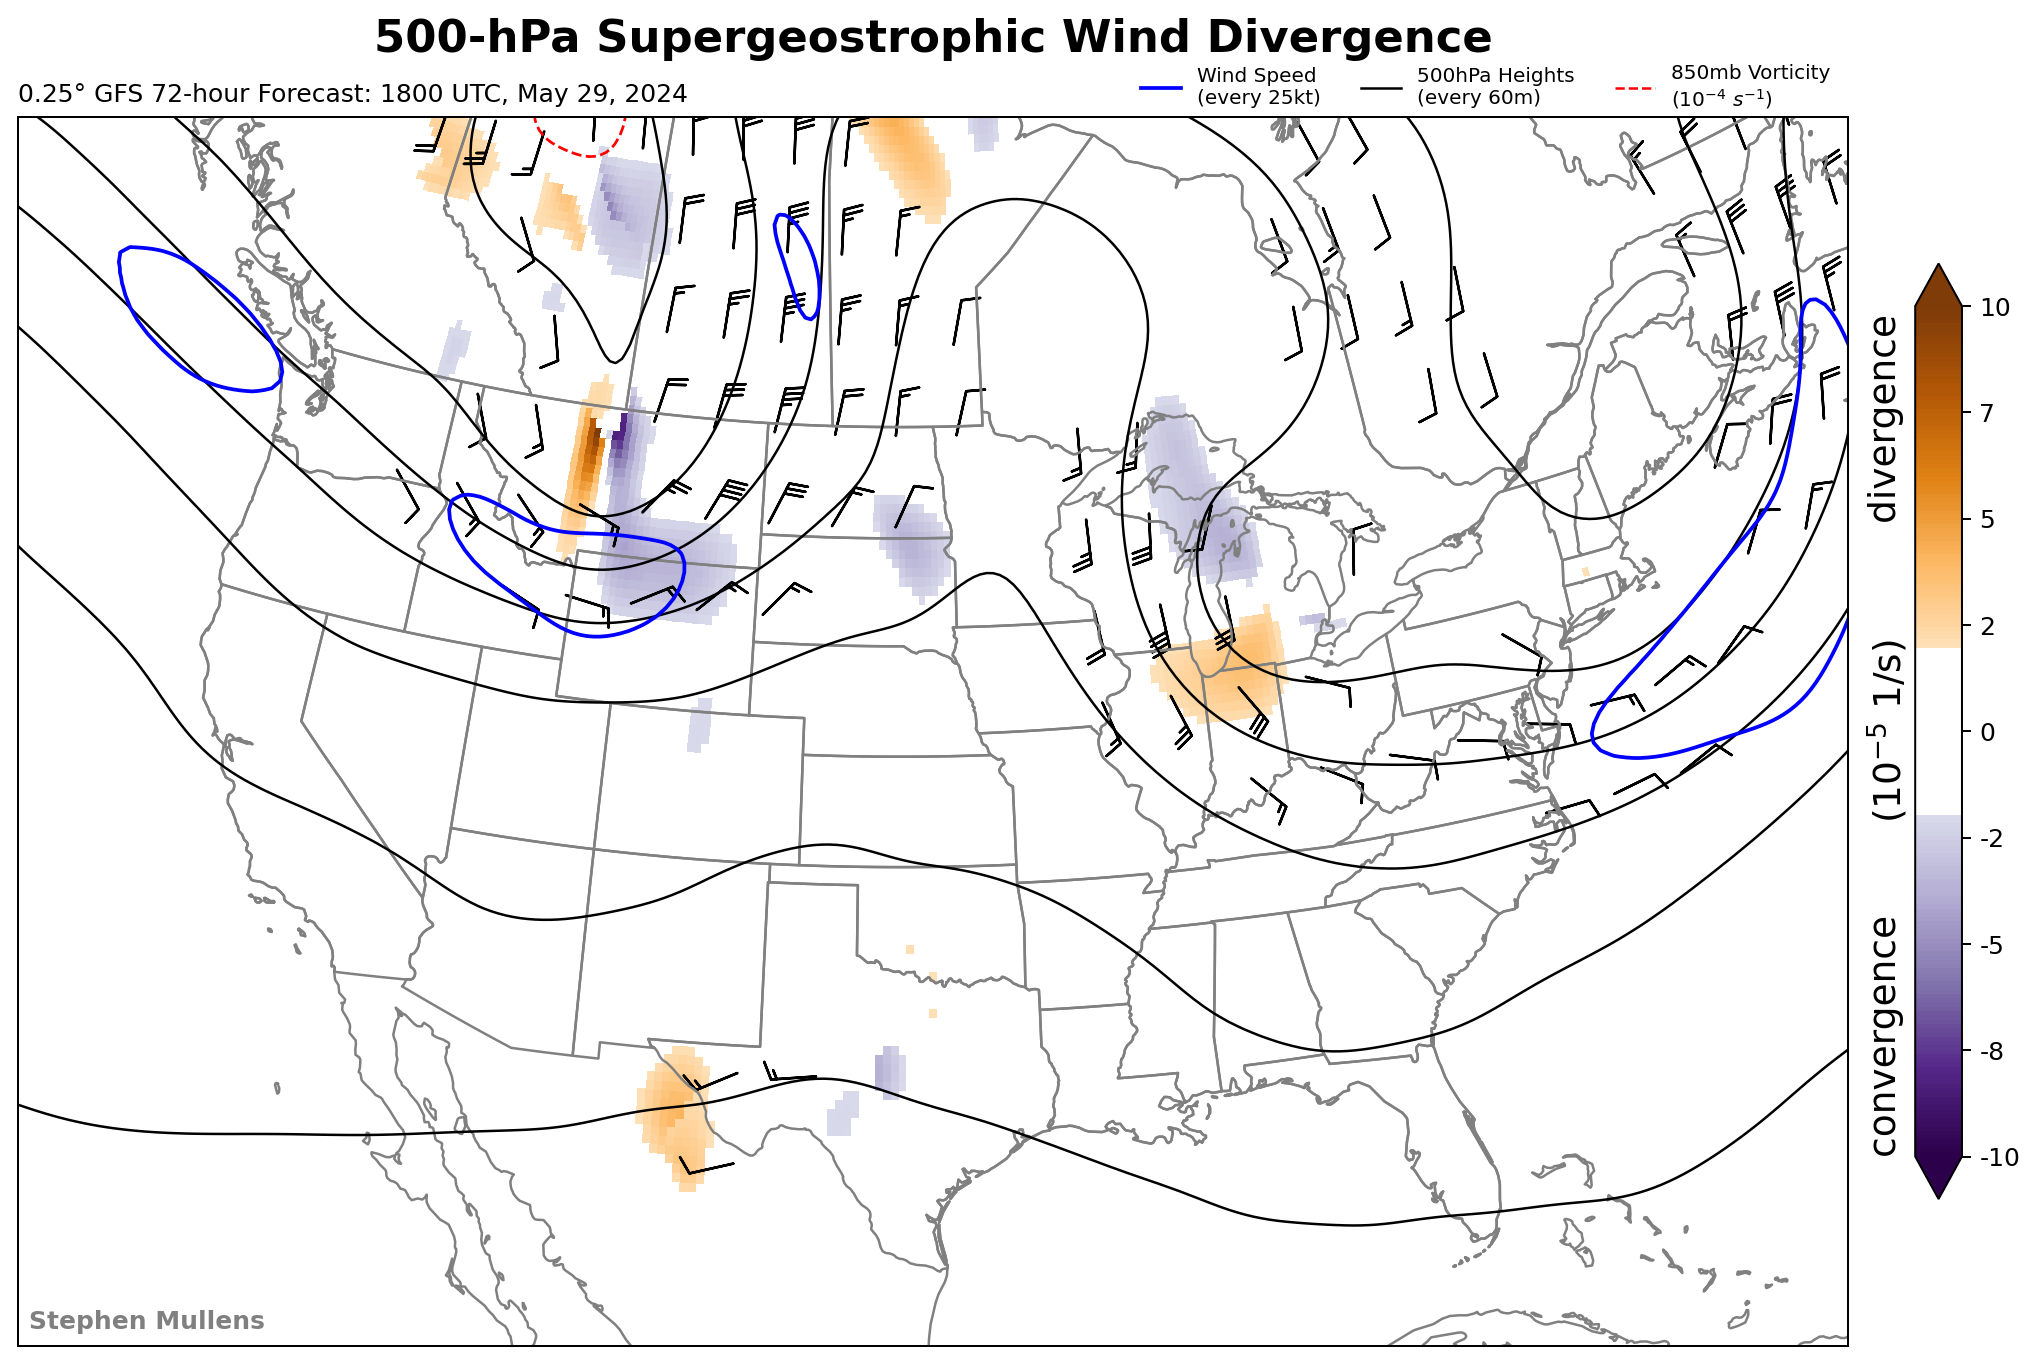 500-hPa Supergeostrophic Wind Divergence
0.25° GFS 72-hour Forecast: 1800 UTC, May 29, 2024
Wind Speed
(every 25kt)
500hPa Heights
(every 60m)
850mb Vorticity
(10⁻⁴ s⁻¹)
10
7
5
2
0
-2
-5
-8
-10
convergence (10⁻⁵ 1/s) divergence
Stephen Mullens